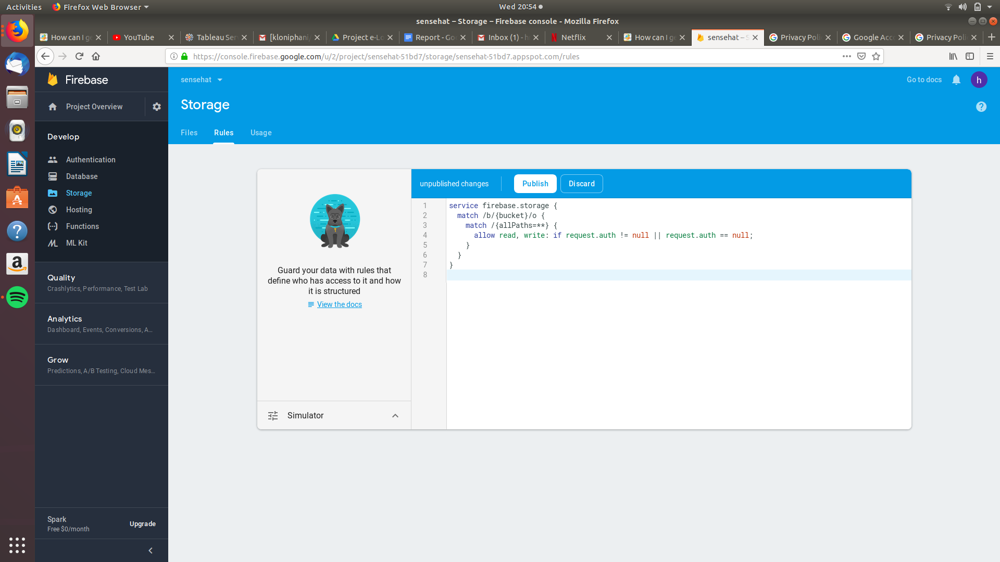 Activities
Firefox Web Browser
Wed 20:54
sensehat – Storage – Firebase console - Mozilla Firefox
How can I ge
YouTube
Tableau Ser
[kloniphani/
Project e-Lo
Report - Go
Inbox (1) - h
Netflix
How can I ge
sensehat – S
Privacy Poli
Google Acc
Privacy Poli
https://console.firebase.google.com/u/2/project/sensehat-51bd7/storage/sensehat-51bd7.appspot.com/rules
Firebase
sensehat
Go to docs
h
Project Overview
Storage
Files
Rules
Usage
Develop
Authentication
Database
Storage
Hosting
Functions
ML Kit
Quality
Crashlytics, Performance, Test Lab
Analytics
Dashboard, Events, Conversions, A...
Grow
Predictions, A/B Testing, Cloud Mes...
Spark
Free $0/month
Upgrade
Guard your data with rules that
define who has access to it and how
it is structured
View the docs
Simulator
unpublished changes
Publish
Discard
1 service firebase.storage {
2 match /b/{bucket}/o {
3 match /{allPaths=**} {
4 allow read, write: if request.auth != null || request.auth == null;
5 }
6 }
7 }
8